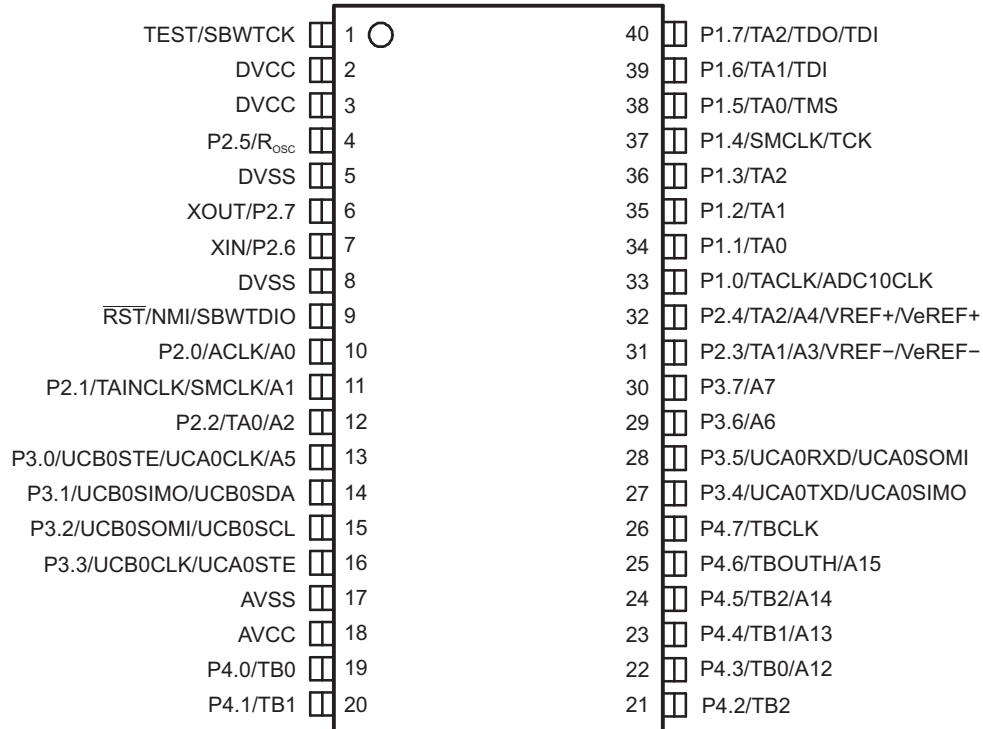 TEST/SBWTCK 1 40 P1.7/TA2/TDO/TDI
DVCC 2 39 P1.6/TA1/TDI
DVCC 3 38 P1.5/TA0/TMS
P2.5/Rosc 4 37 P1.4/SMCLK/TCK
DVSS 5 36 P1.3/TA2
XOUT/P2.7 6 35 P1.2/TA1
XIN/P2.6 7 34 P1.1/TA0
DVSS 8 33 P1.0/TACLK/ADC10CLK
RST/NMI/SBWTDIO 9 32 P2.4/TA2/A4/VREF+/VeREF+
P2.0/ACLK/A0 10 31 P2.3/TA1/A3/VREF−/VeREF−
P2.1/TAINCLK/SMCLK/A1 11 30 P3.7/A7
P2.2/TA0/A2 12 29 P3.6/A6
P3.0/UCB0STE/UCA0CLK/A5 13 28 P3.5/UCA0RXD/UCA0SOMI
P3.1/UCB0SIMO/UCB0SDA 14 27 P3.4/UCA0TXD/UCA0SIMO
P3.2/UCB0SOMI/UCB0SCL 15 26 P4.7/TBCLK
P3.3/UCB0CLK/UCA0STE 16 25 P4.6/TBOUTH/A15
AVSS 17 24 P4.5/TB2/A14
AVCC 18 23 P4.4/TB1/A13
P4.0/TB0 19 22 P4.3/TB0/A12
P4.1/TB1 20 21 P4.2/TB2